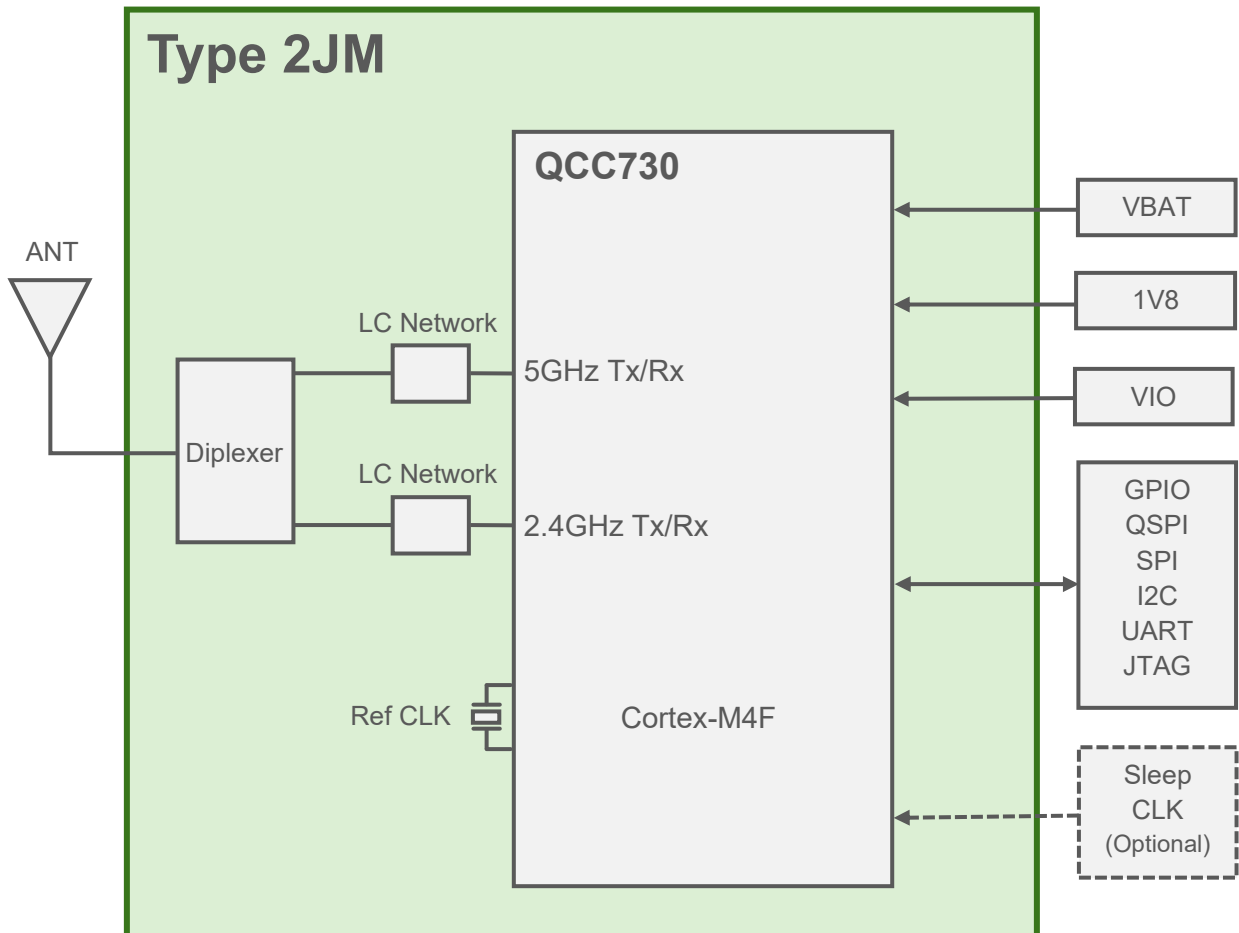 Type 2JM
QCC730
VBAT
ANT
1V8
LC Network
5GHz Tx/Rx
VIO
Diplexer
LC Network
2.4GHz Tx/Rx
GPIO
QSPI
SPI
I2C
UART
JTAG
Ref CLK
Cortex-M4F
Sleep
CLK
(Optional)